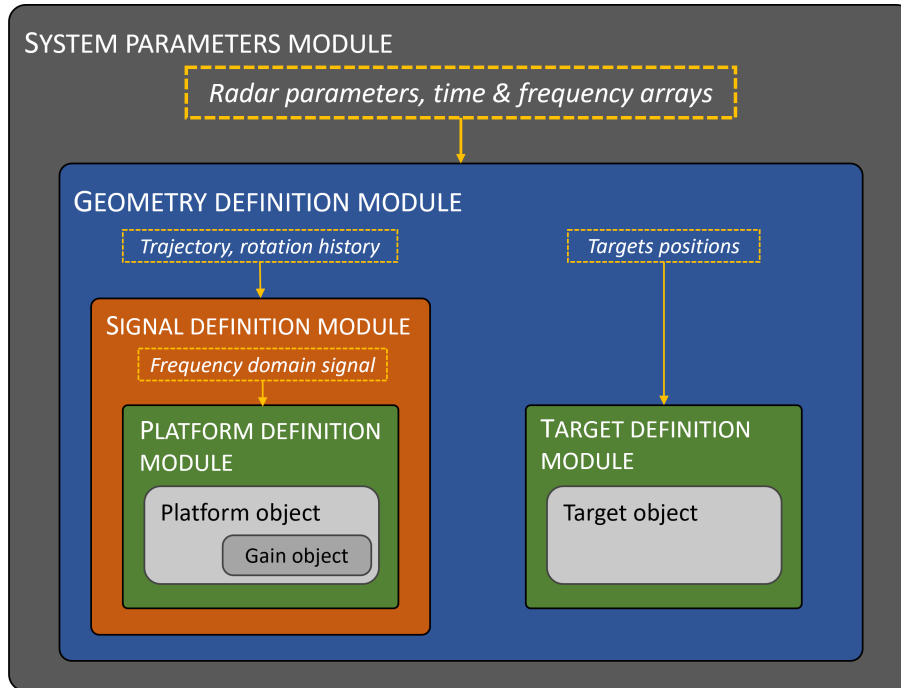 SYSTEM PARAMETERS MODULE
Radar parameters, time & frequency arrays
GEOMETRY DEFINITION MODULE
Trajectory, rotation history
Targets positions
SIGNAL DEFINITION MODULE
Frequency domain signal
PLATFORM DEFINITION
MODULE
Platform object
Gain object
TARGET DEFINITION
MODULE
Target object